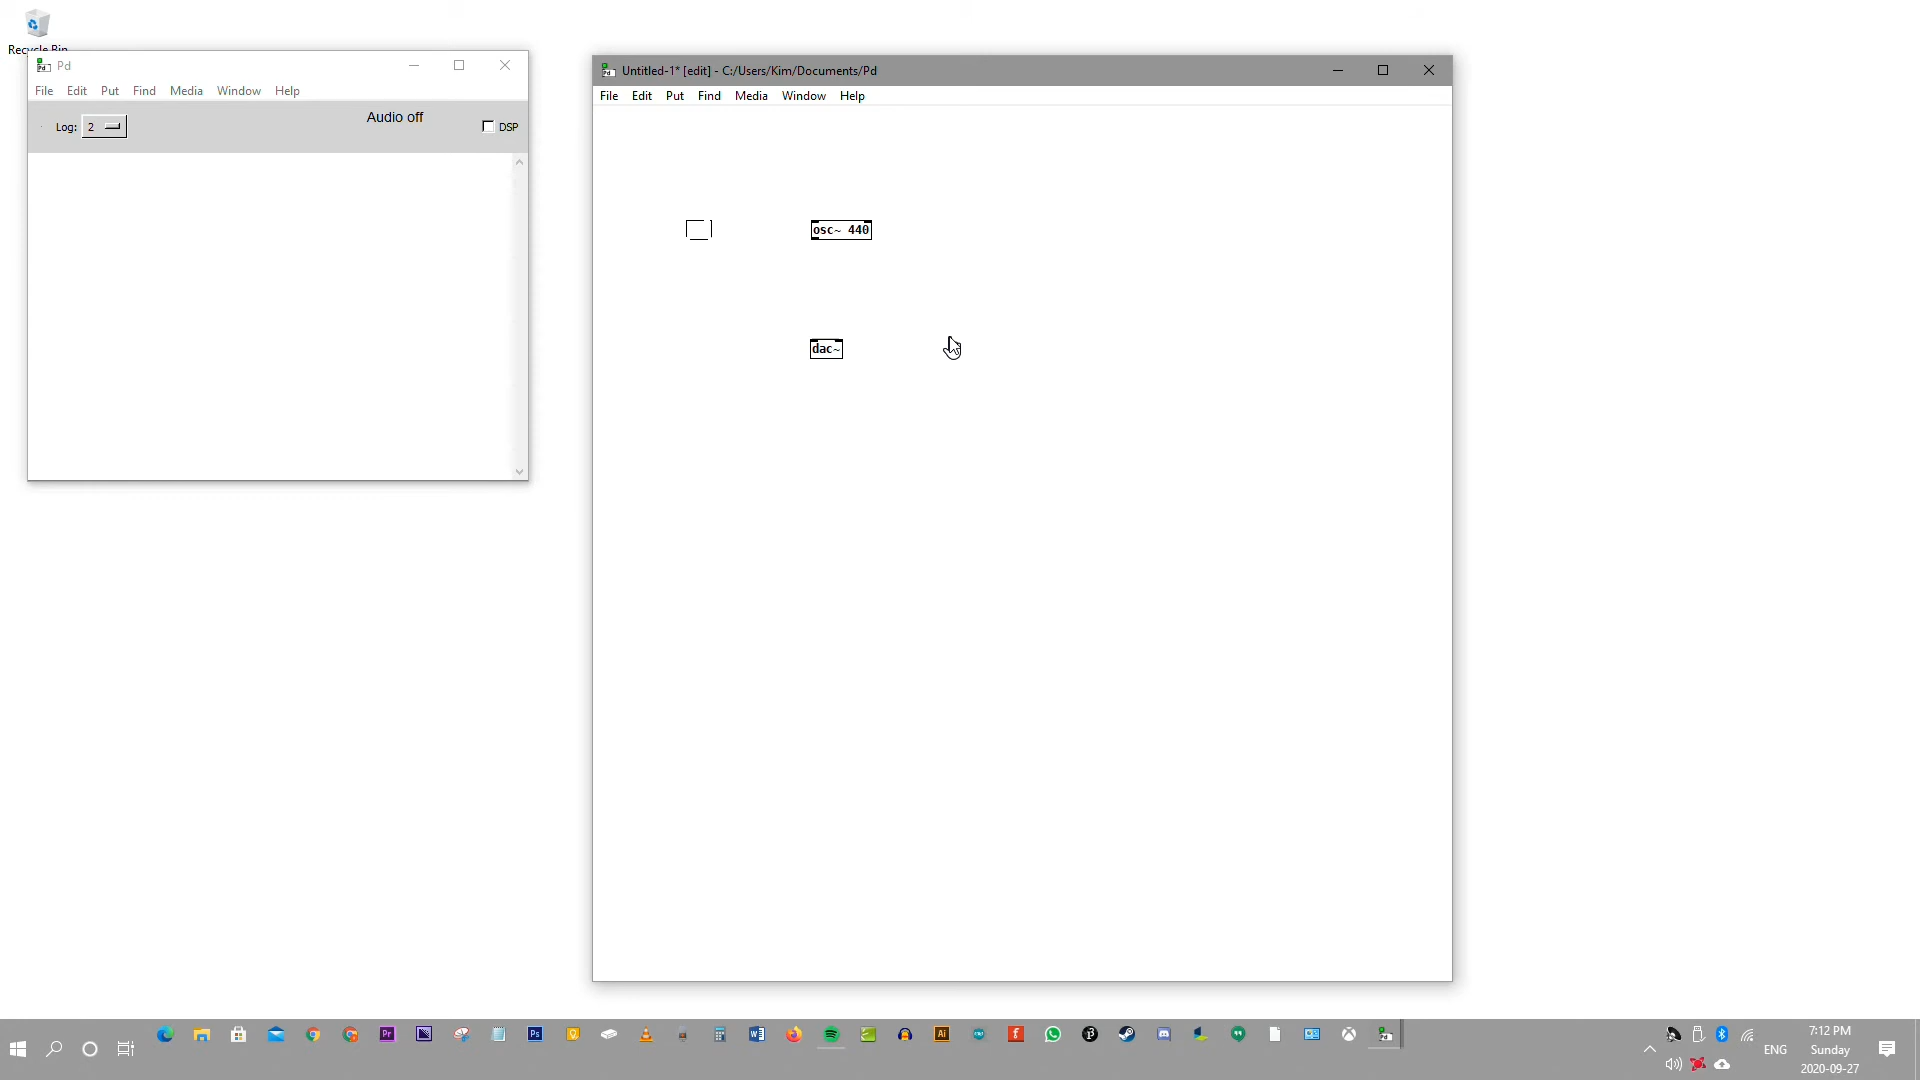 Recycle Bin
Pd
File Edit Put Find Media Window Help
Log: 2
Audio off
DSP
Untitled-1* [edit] - C:/Users/Kim/Documents/Pd
File Edit Put Find Media Window Help
osc~ 440
dac~
ENG
7:12 PM
Sunday
2020-09-27